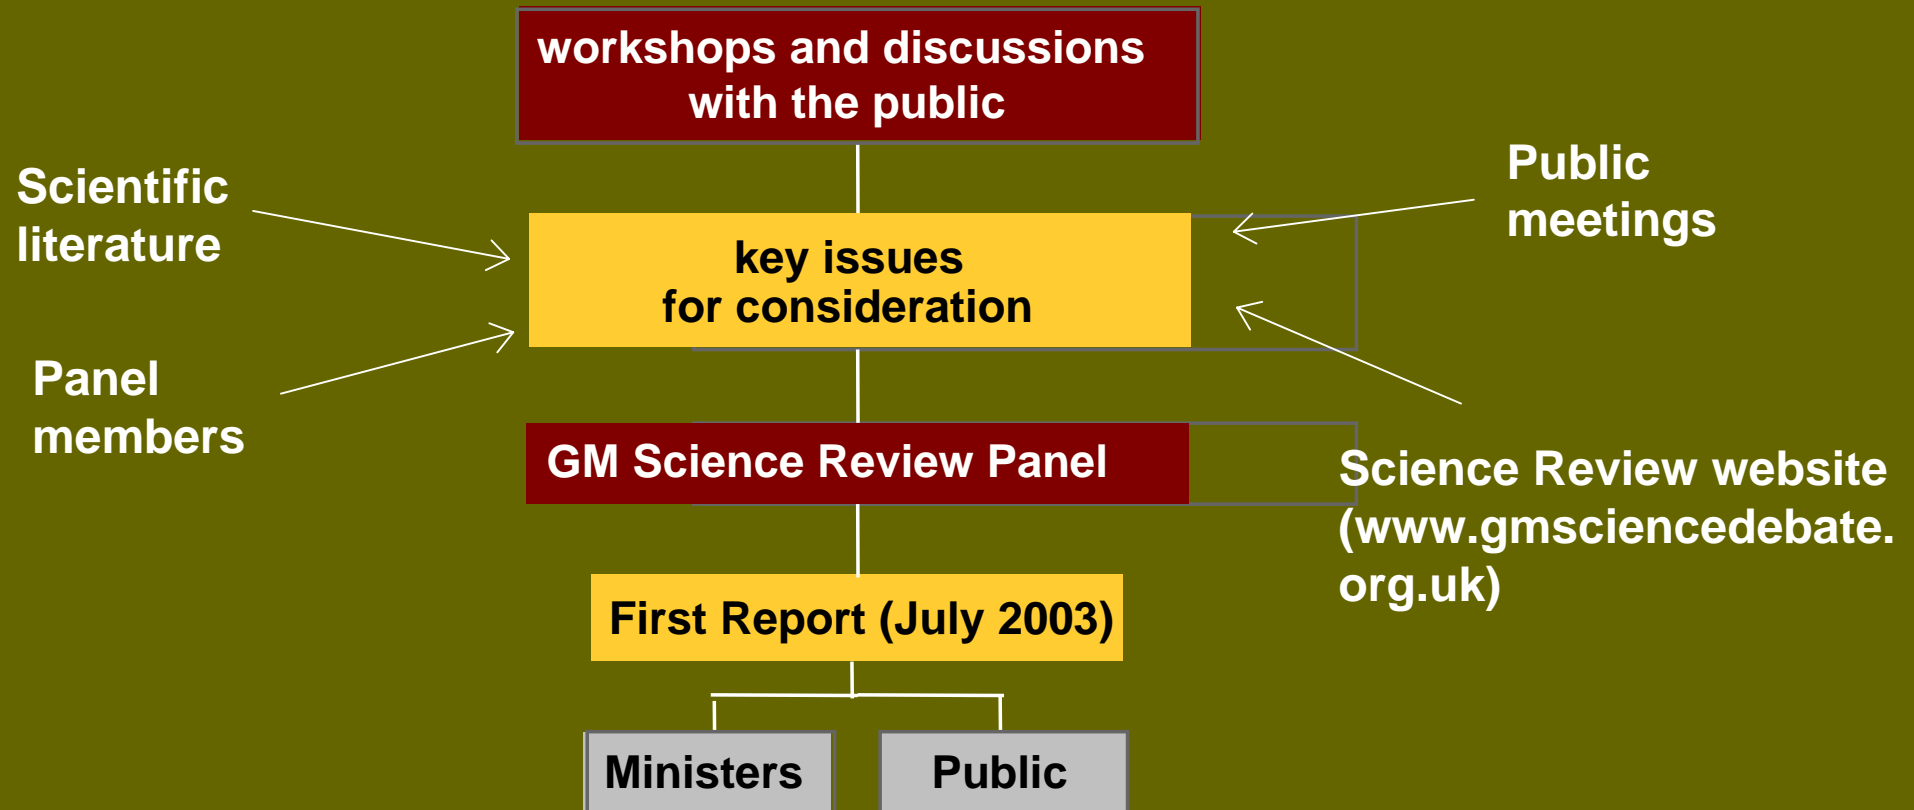 workshops and discussions
with the public
Scientific
literature
Public
meetings
key issues
for consideration
Panel
members
GM Science Review Panel
Science Review website
(www.gmsciencedebate.
org.uk)
First Report (July 2003)
Ministers
Public